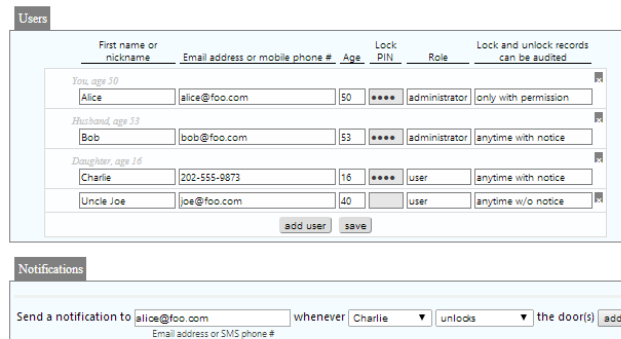 Users
First name or nickname Email address or mobile phone # Age Lock PIN Role Lock and unlock records can be audited
You, age 50
Alice alice@foo.com 50 •••• administrator only with permission
Husband, age 53
Bob bob@foo.com 53 •••• administrator anytime with notice
Daughter, age 16
Charlie 202-555-9873 16 •••• user anytime with notice
Uncle Joe joe@foo.com 40 user anytime w/o notice
add user save
Notifications
Send a notification to alice@foo.com whenever Charlie unlocks the door(s) add
Email address or SMS phone #